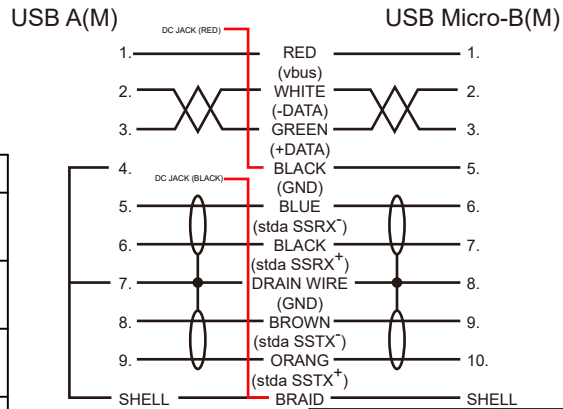 USB A(M) USB Micro-B(M)
DC JACK (RED)
1. RED 1.
(vbus)
2. WHITE 2.
(-DATA)
3. GREEN 3.
(+DATA)
4. BLACK 5.
DC JACK (BLACK)
(GND)
5. BLUE 6.
(stda SSRX-)
6. BLACK 7.
(stda SSRX+)
7. DRAIN WIRE 8.
(GND)
8. BROWN 9.
(stda SSTX-)
9. ORANG 10.
(stda SSTX+)
SHELL BRAID SHELL